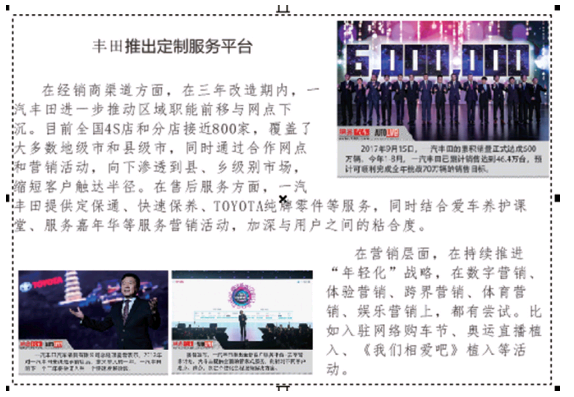 丰田推出定制服务平台
6,000,000
2017年9月15日，一汽丰田的累积销量正式达成600
万辆。今年1-8月，一汽丰田已累计销售达到46.4万台，预
计可顺利完成全年挑战70万辆的销售目标。
在经销商渠道方面，在三年改造期内，一
汽丰田进一步推动区域职能前移与网点下
沉。目前全国4S店和分店接近800家，覆盖了
大多数地级市和县级市，同时通过合作网点
和营销活动，向下渗透到县、乡级别市场，
缩短客户触达半径。在售后服务方面，一汽
丰田提供定保通、快速保养、TOYOTA纯牌零件等服务，同时结合爱车养护课
堂、服务嘉年华等服务营销活动，加深与用户之间的粘合度。
TOYOTA
在营销层面，在持续推进
“年轻化”战略，在数字营销、
体验营销、跨界营销、体育营
销、娱乐营销上，都有尝试。比
如入驻网络购车节、奥运直播植
入、《我们相爱吧》植入等活
动。